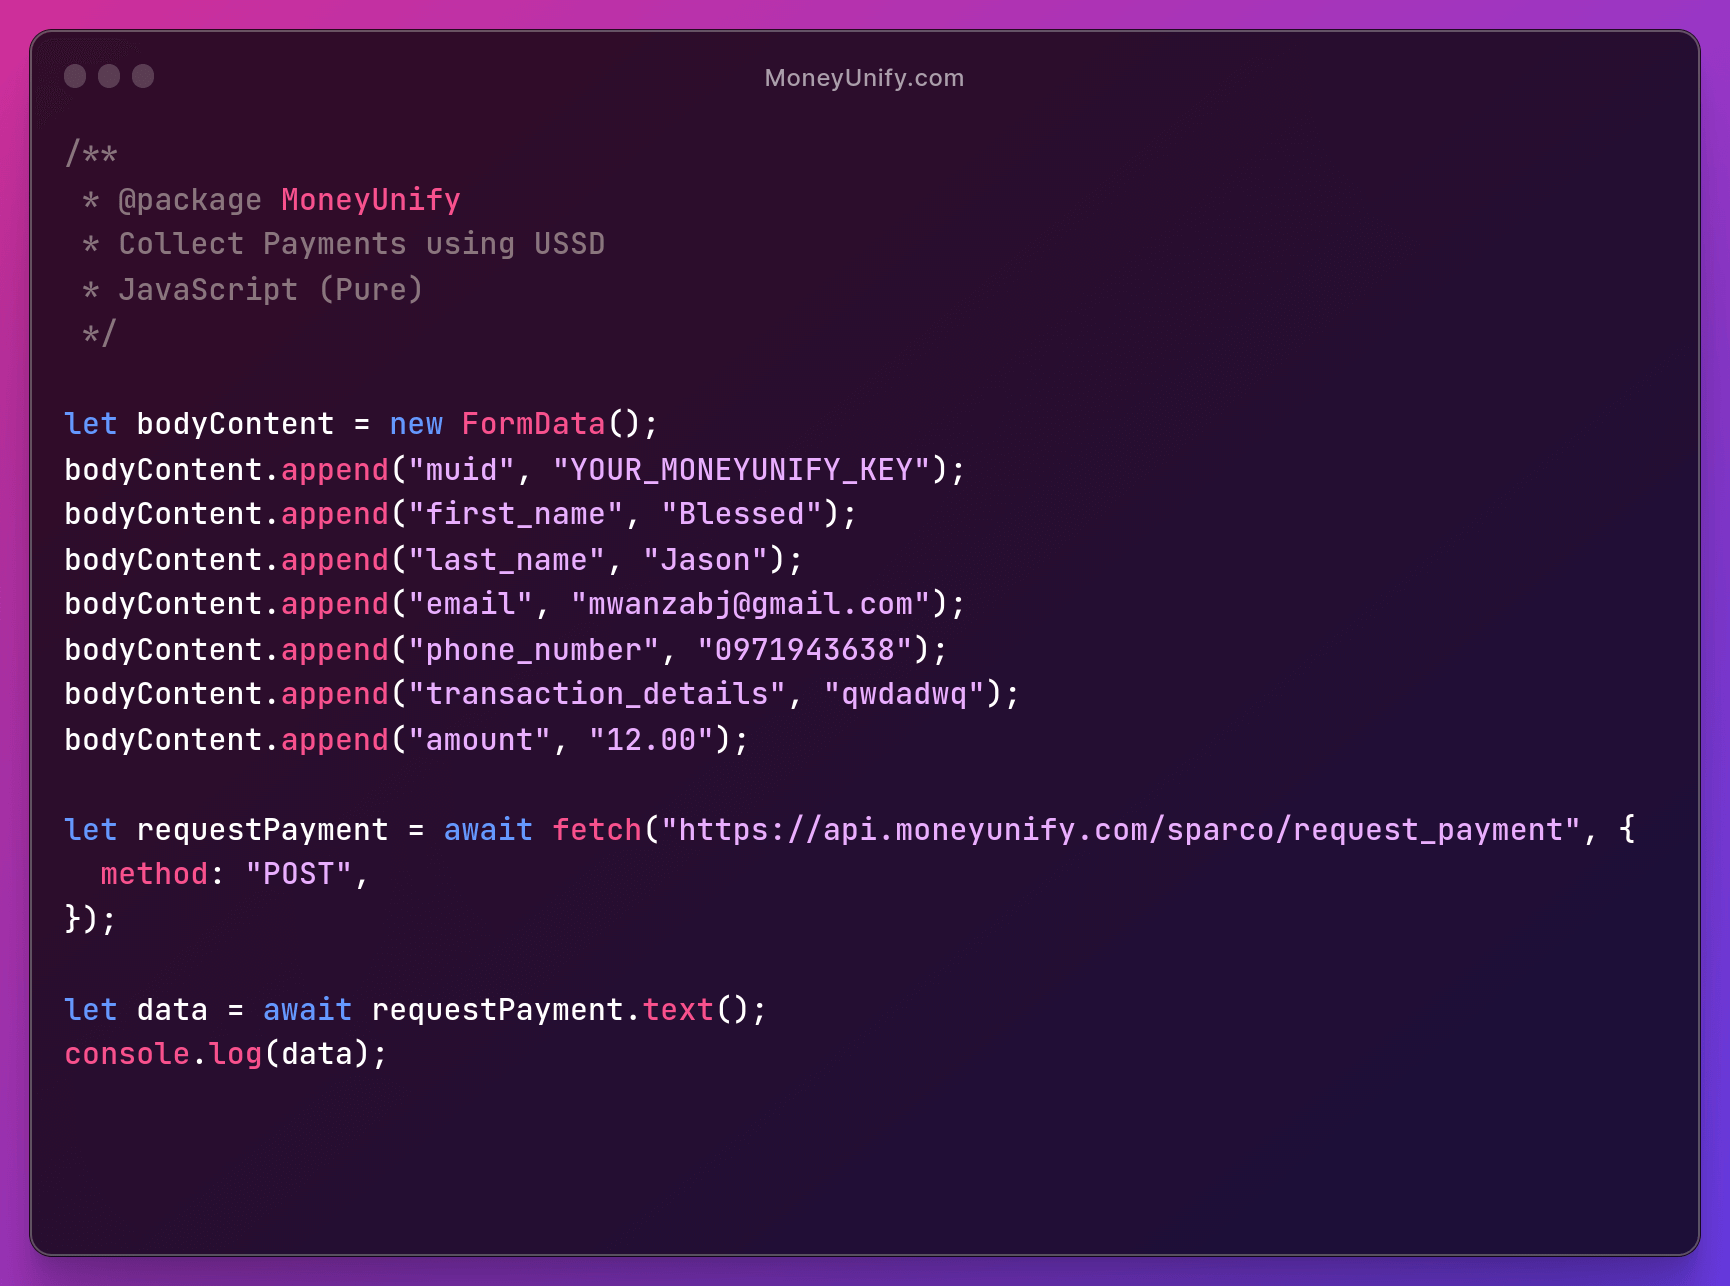 MoneyUnify.com
/**
 * @package MoneyUnify
 * Collect Payments using USSD
 * JavaScript (Pure)
 */
let bodyContent = new FormData();
bodyContent.append("muid", "YOUR_MONEYUNIFY_KEY");
bodyContent.append("first_name", "Blessed");
bodyContent.append("last_name", "Jason");
bodyContent.append("email", "mwanzabj@gmail.com");
bodyContent.append("phone_number", "0971943638");
bodyContent.append("transaction_details", "qwdadwq");
bodyContent.append("amount", "12.00");
let requestPayment = await fetch("https://api.moneyunify.com/sparco/request_payment", {
  method: "POST",
});
let data = await requestPayment.text();
console.log(data);